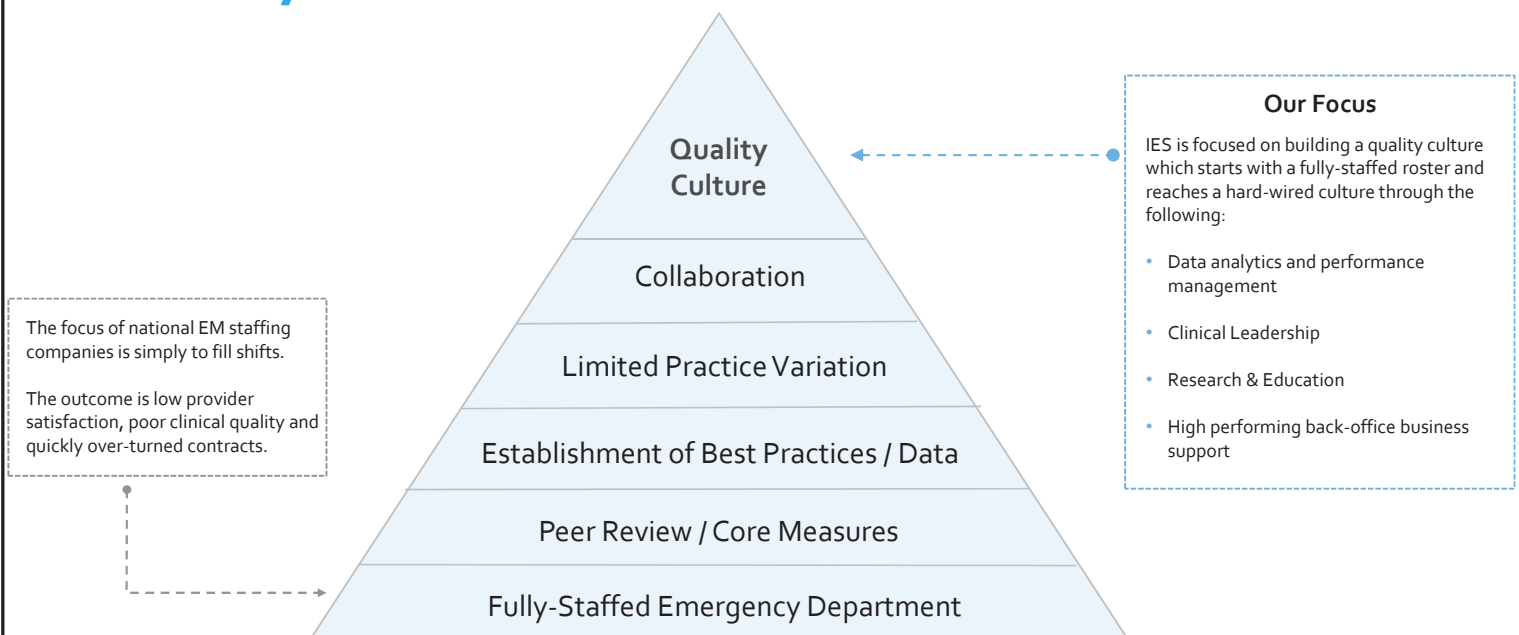 Quality
Culture
Collaboration
Limited Practice Variation
Establishment of Best Practices / Data
Peer Review / Core Measures
Fully-Staffed Emergency Department
The focus of national EM staffing
companies is simply to fill shifts.
The outcome is low provider
satisfaction, poor clinical quality and
quickly over-turned contracts.
Our Focus
IES is focused on building a quality culture
which starts with a fully-staffed roster and
reaches a hard-wired culture through the
following:
• Data analytics and performance
management
• Clinical Leadership
• Research & Education
• High performing back-office business
support